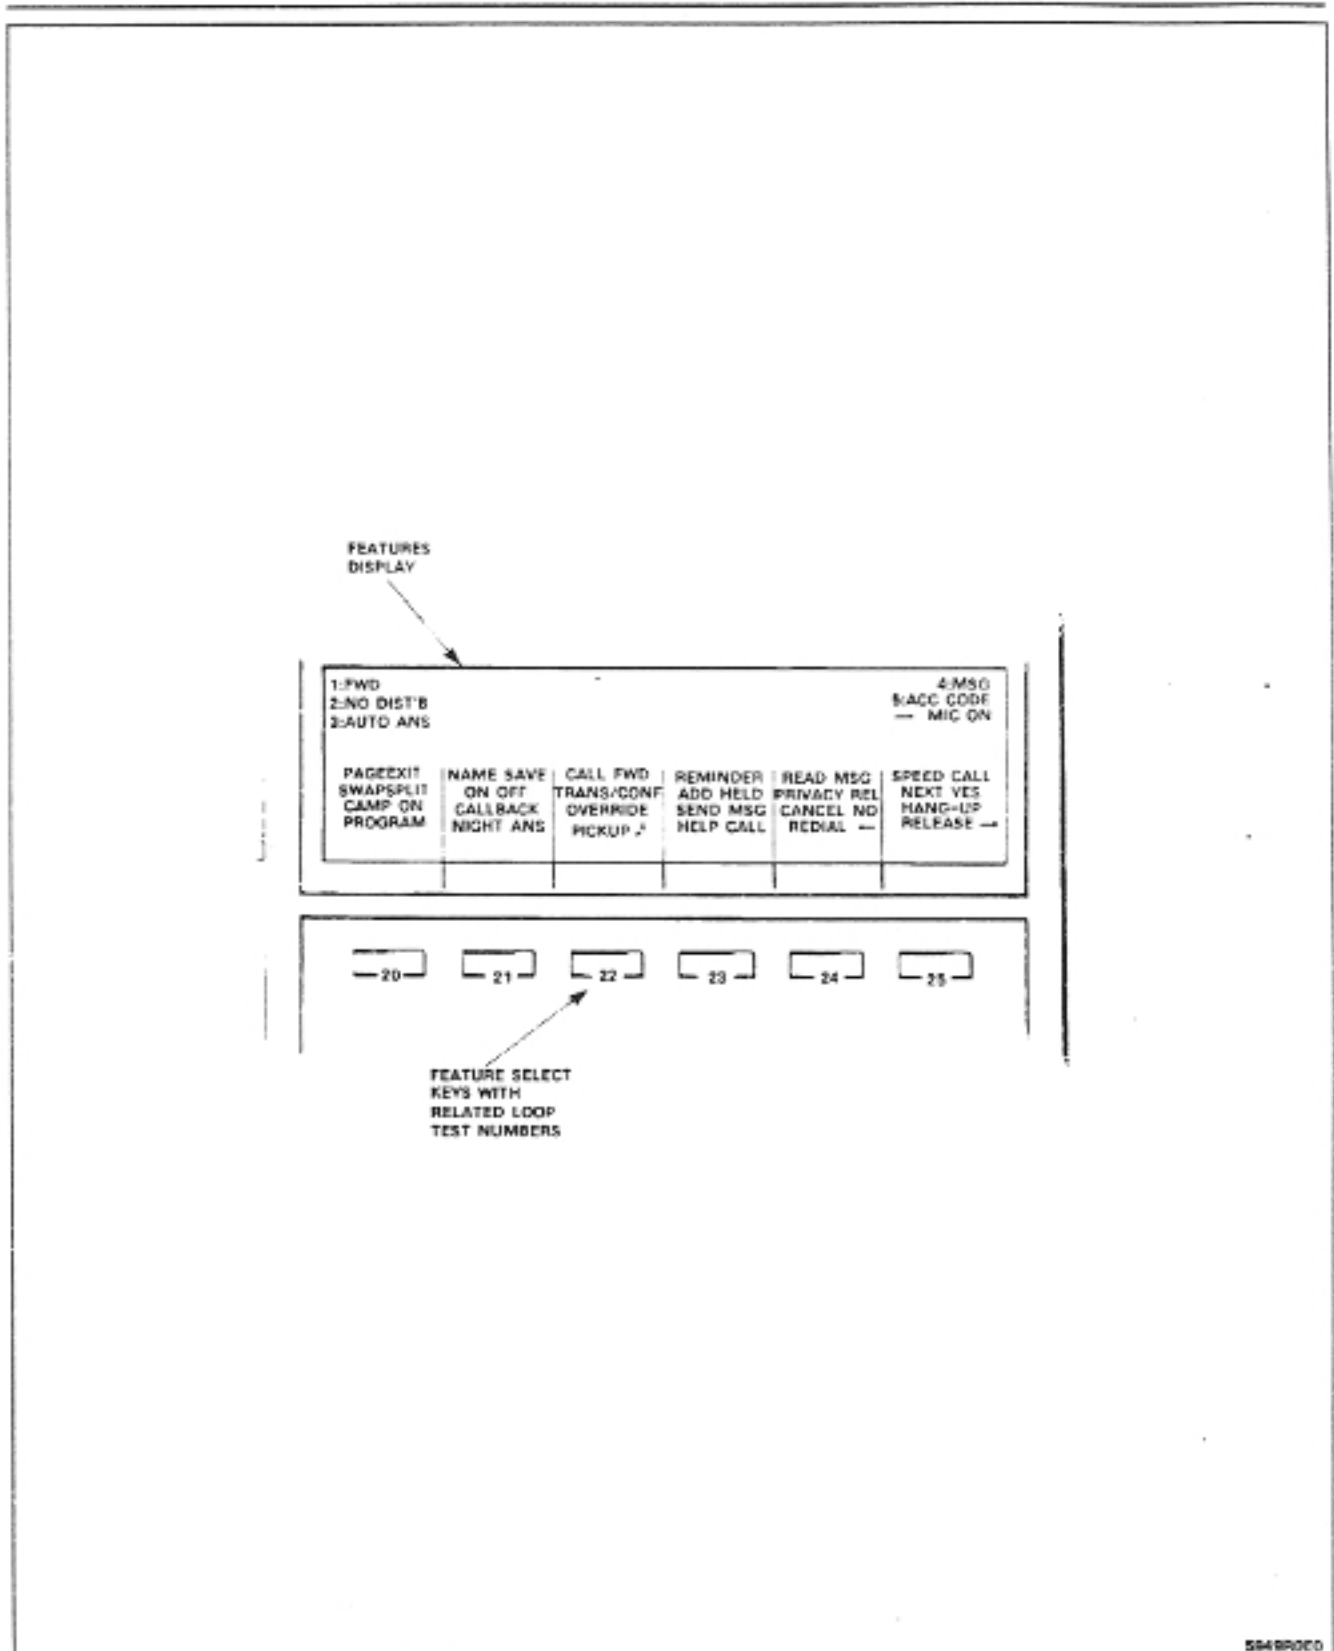 FEATURES
DISPLAY
1:FWD
2:NO DIST'B
3:AUTO ANS
4:MSG
5:ACC CODE
— MIC ON
PAGEEXIT
SWAPSPLIT
CAMP ON
PROGRAM
NAME SAVE
ON OFF
CALLBACK
NIGHT ANS
CALL FWD
TRANS/CONF
OVERRIDE
PICKUP
REMINDER
ADD HELD
SEND MSG
HELP CALL
READ MSG
PRIVACY REL
CANCEL NO
REDIAL ←
SPEED CALL
NEXT YES
HANG-UP
RELEASE →
20 21 22 23 24 25
FEATURE SELECT
KEYS WITH
RELATED LOOP
TEST NUMBERS